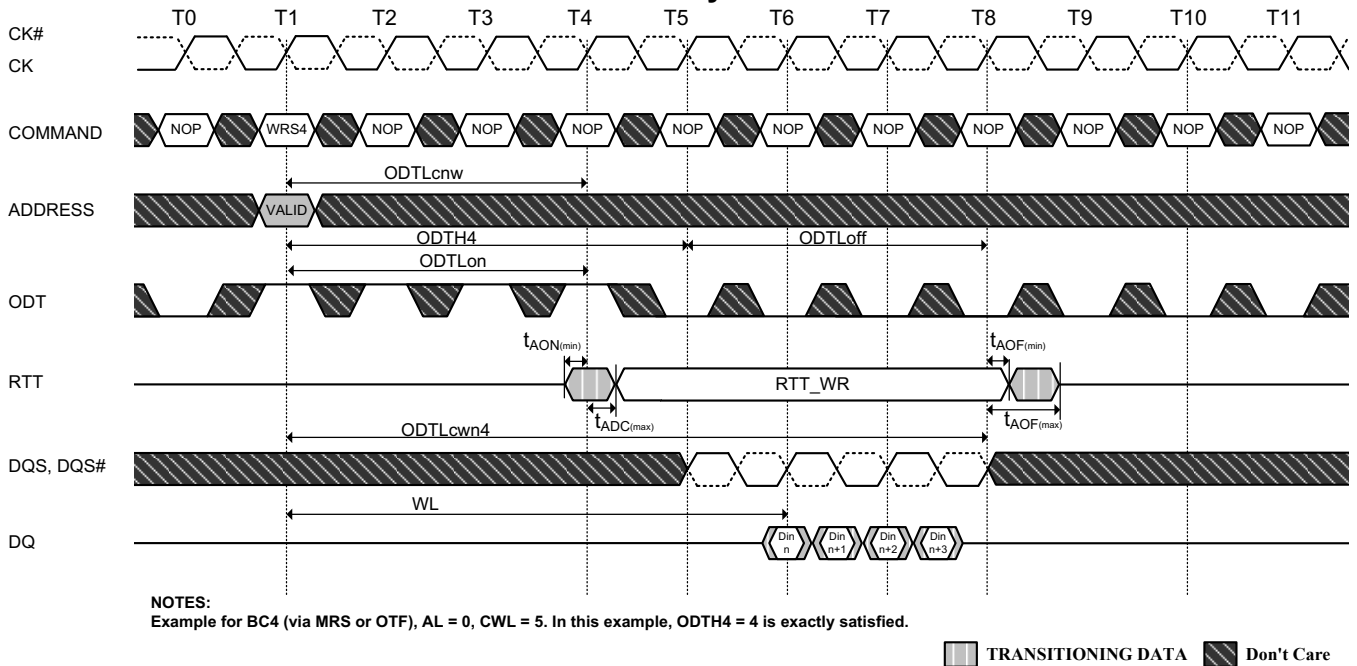 T0 T1 T2 T3 T4 T5 T6 T7 T8 T9 T10 T11
CK#
CK
COMMAND NOP WRS4 NOP NOP NOP NOP NOP NOP NOP NOP NOP NOP
ODTLcnw
ADDRESS VALID
ODTH4 ODTLoff
ODTLon
ODT
tAON(min) tAOF(min)
RTT RTT_WR
tADC(max) tAOF(max)
ODTLcwn4
DQS, DQS#
WL
DQ Din n Din n+1 Din n+2 Din n+3
NOTES:
Example for BC4 (via MRS or OTF), AL = 0, CWL = 5. In this example, ODTH4 = 4 is exactly satisfied.
TRANSITIONING DATA Don't Care